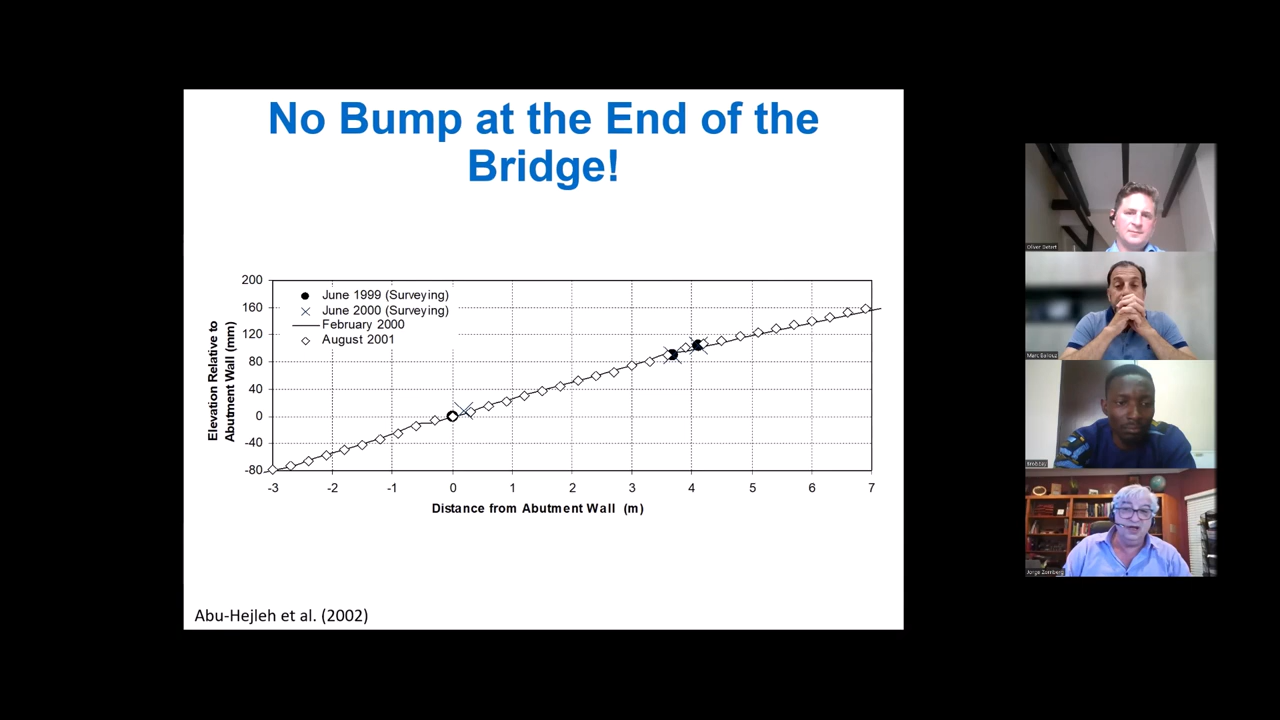 No Bump at the End of the
Bridge!
200
160
120
80
40
0
-40
-80
Elevation Relative to
Abutment Wall (mm)
June 1999 (Surveying)
June 2000 (Surveying)
February 2000
August 2001
-3 -2 -1 0 1 2 3 4 5 6 7
Distance from Abutment Wall (m)
Abu-Hejleh et al. (2002)
Jorge Zornberg